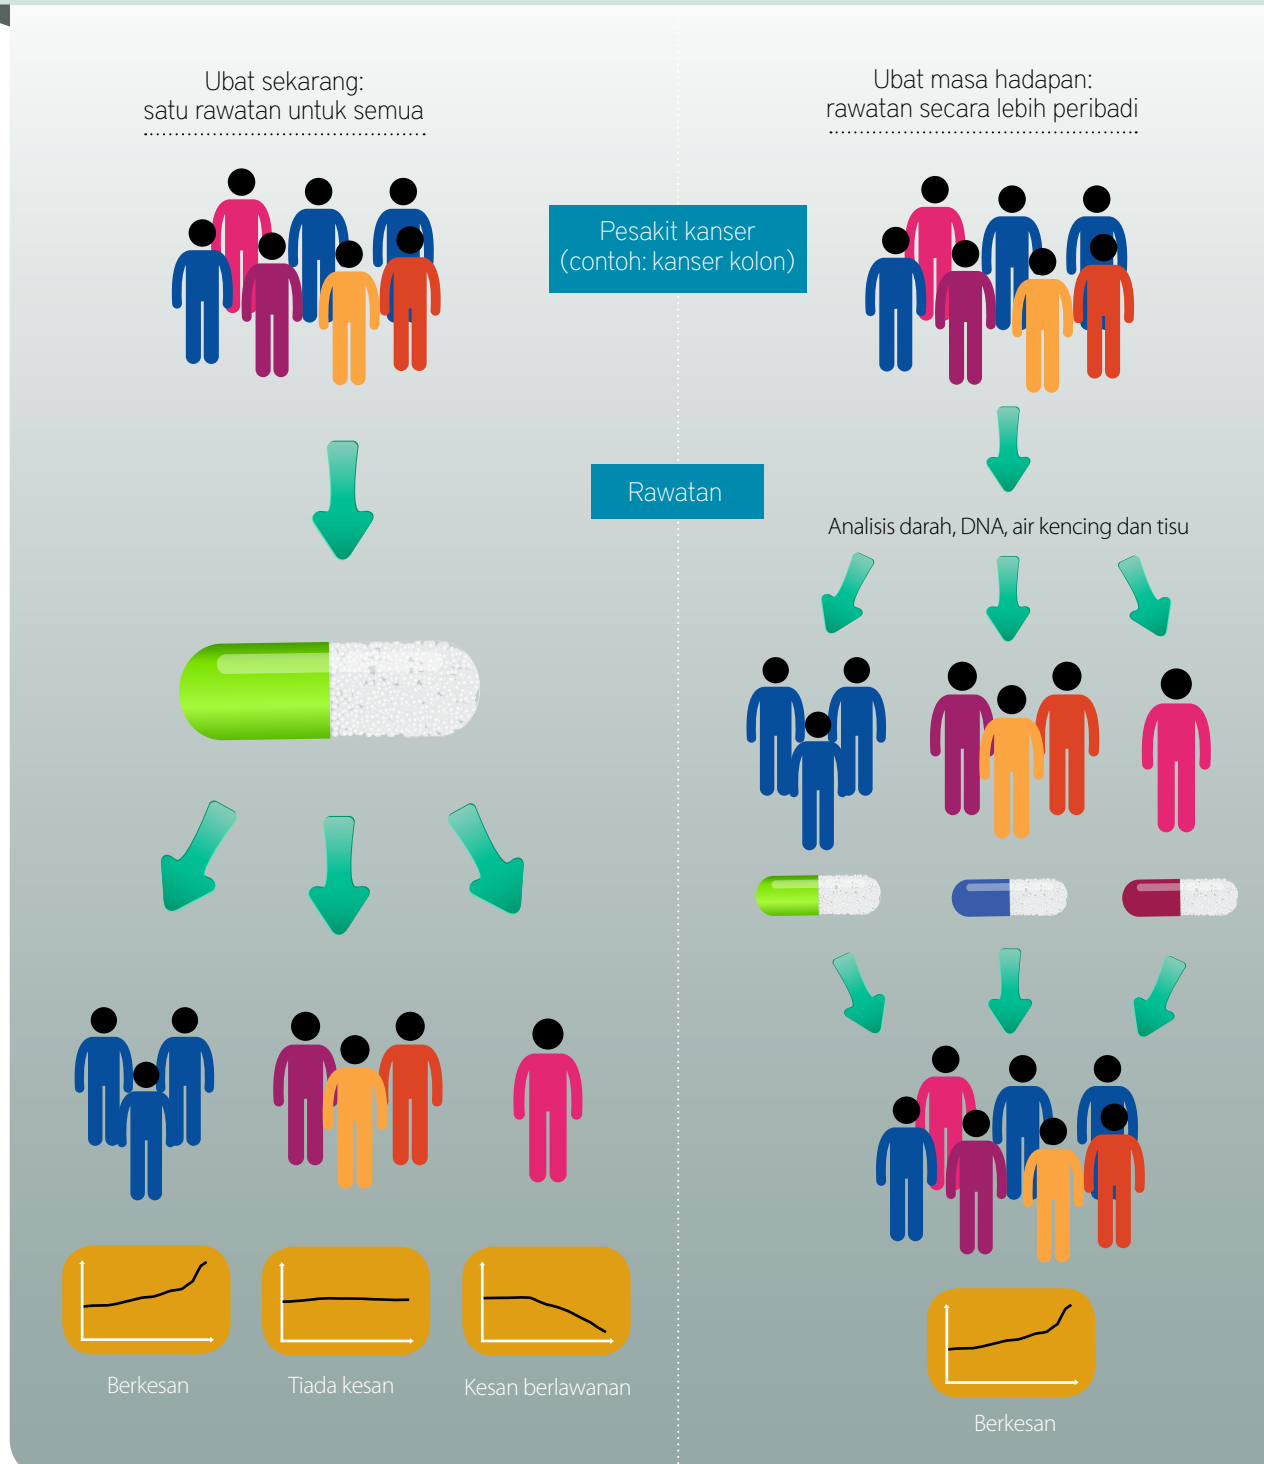 Ubat sekarang:
satu rawatan untuk semua
Ubat masa hadapan:
rawatan secara lebih peribadi
Pesakit kanser
(contoh: kanser kolon)
Rawatan
Analisis darah, DNA, air kencing dan tisu
Berkesan
Tiada kesan
Kesan berlawanan
Berkesan